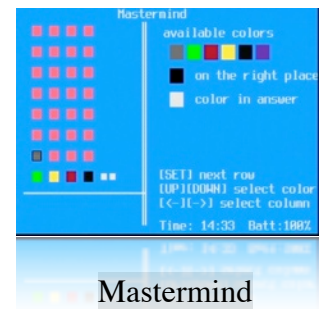 Mastermind
available colors
on the right place
color in answer
[SET] next row
[UP][DOWN] select color
[<-][->] select column
Time: 14:33 Batt:100%
Mastermind